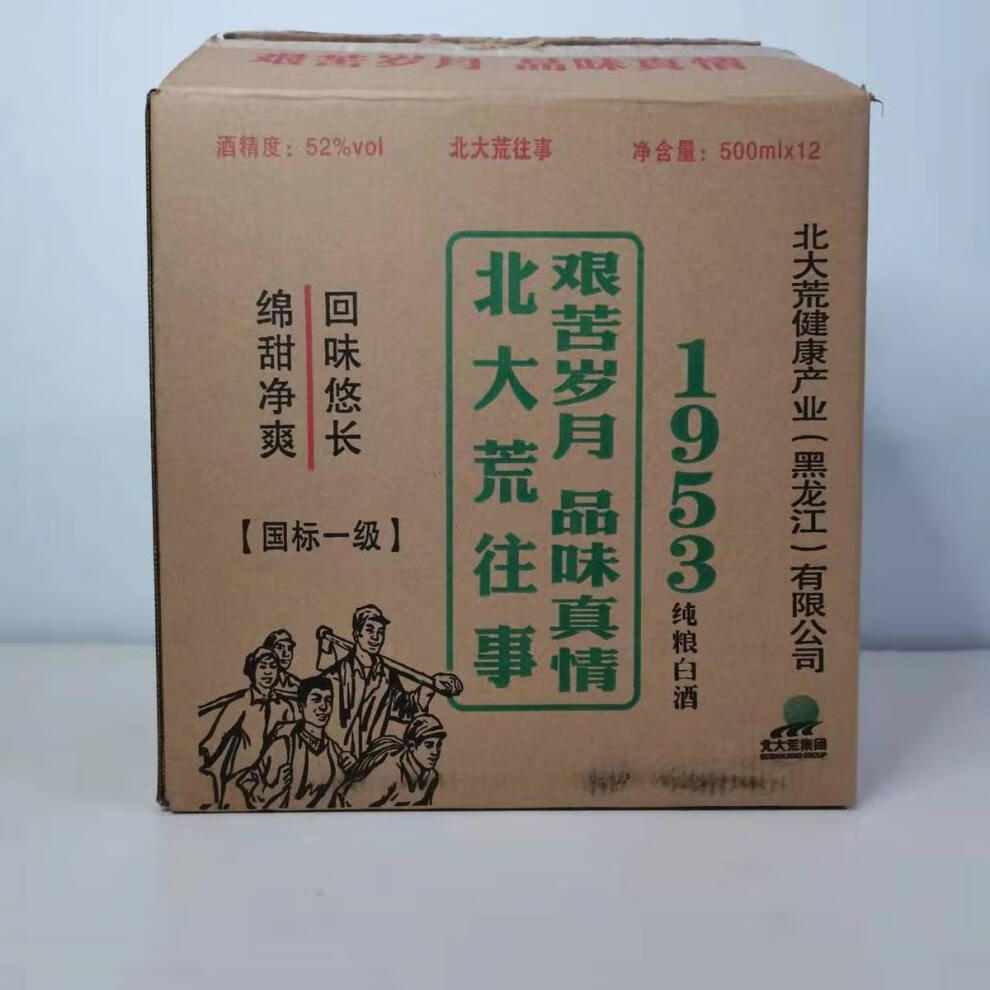 艰苦岁月 品味真情
酒精度：52%vol
北大荒往事
净含量：500mlx12
北大荒健康产业（黑龙江）有限公司
1953
纯粮白酒
艰苦岁月 品味真情
北大荒往事
回味悠长
绵甜净爽
【国标一级】
北大荒集团
BEIDAHUANG GROUP